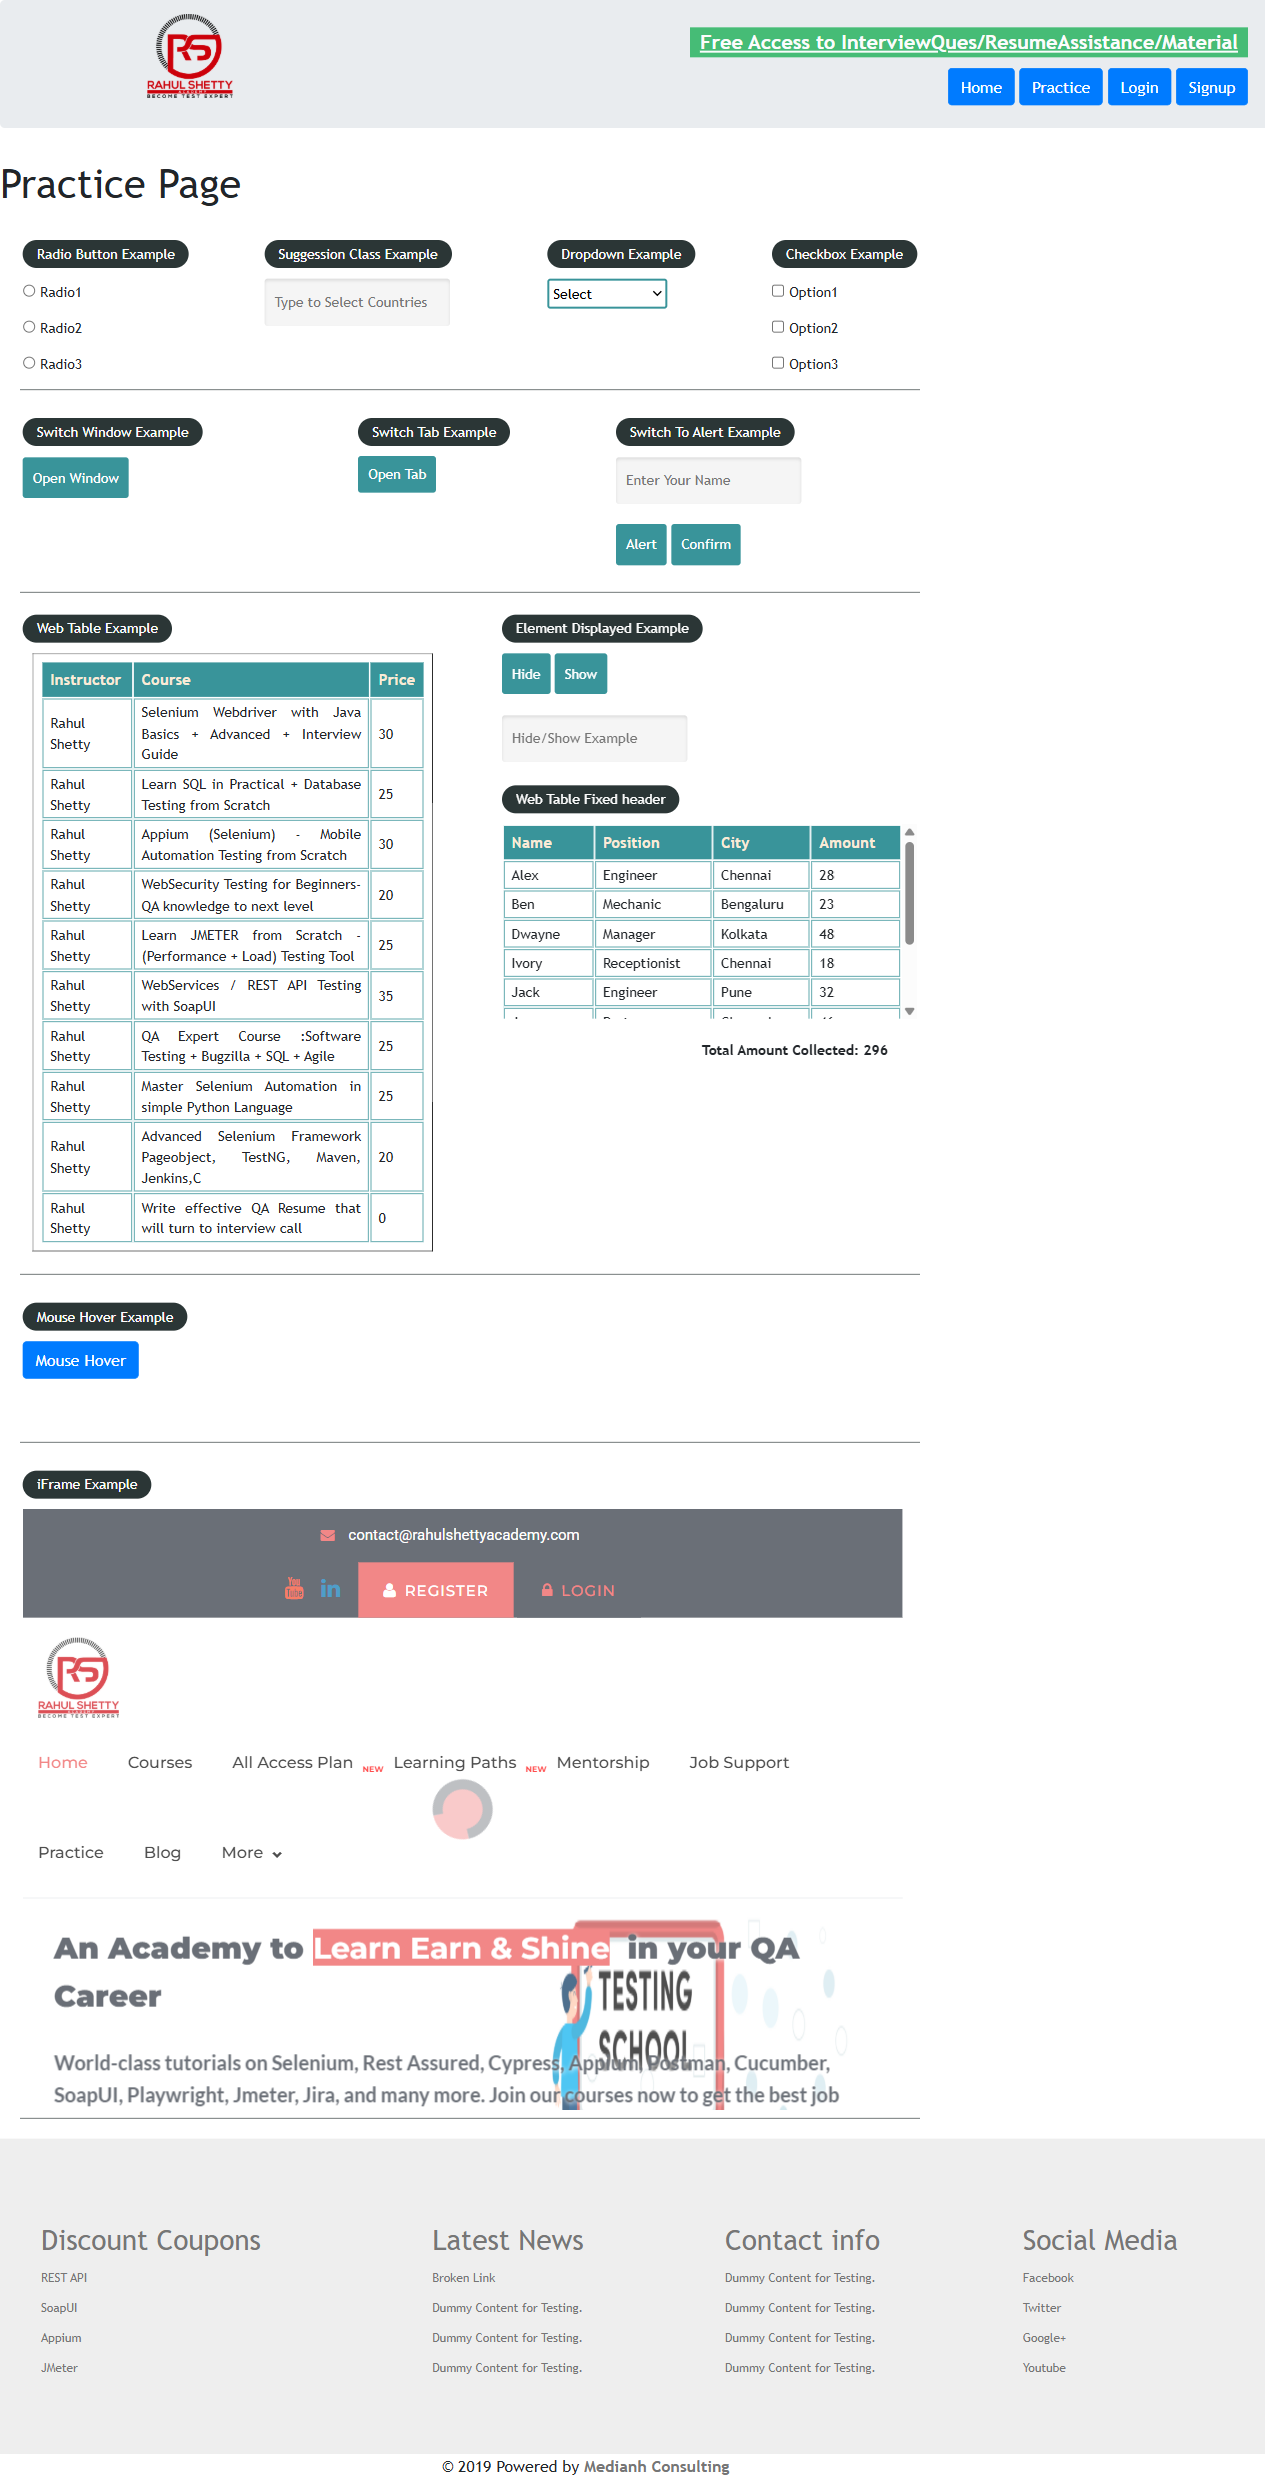 RAHUL SHETTY
ACADEMY
BECOME TEST EXPERT
Free Access to InterviewQues/ResumeAssistance/Material
Home Practice Login Signup
Practice Page
Radio Button Example
Radio1
Radio2
Radio3
Suggession Class Example
Type to Select Countries
Dropdown Example
Select
Checkbox Example
Option1
Option2
Option3
Switch Window Example
Open Window
Switch Tab Example
Open Tab
Switch To Alert Example
Enter Your Name
Alert Confirm
Web Table Example
Instructor Course Price
Rahul Shetty Selenium Webdriver with Java Basics + Advanced + Interview Guide 30
Rahul Shetty Learn SQL in Practical + Database Testing from Scratch 25
Rahul Shetty Appium (Selenium) - Mobile Automation Testing from Scratch 30
Rahul Shetty WebSecurity Testing for Beginners-QA knowledge to next level 20
Rahul Shetty Learn JMETER from Scratch - (Performance + Load) Testing Tool 25
Rahul Shetty WebServices / REST API Testing with SoapUI 35
Rahul Shetty QA Expert Course :Software Testing + Bugzilla + SQL + Agile 25
Rahul Shetty Master Selenium Automation in simple Python Language 25
Rahul Shetty Advanced Selenium Framework Pageobject, TestNG, Maven, Jenkins,C 20
Rahul Shetty Write effective QA Resume that will turn to interview call 0
Element Displayed Example
Hide Show
Hide/Show Example
Web Table Fixed header
Name Position City Amount
Alex Engineer Chennai 28
Ben Mechanic Bengaluru 23
Dwayne Manager Kolkata 48
Ivory Receptionist Chennai 18
Jack Engineer Pune 32
Total Amount Collected: 296
Mouse Hover Example
Mouse Hover
iFrame Example
contact@rahulshettyacademy.com
You Tube in REGISTER LOGIN
RAHUL SHETTY
ACADEMY
BECOME TEST EXPERT
Home Courses All Access Plan NEW Learning Paths NEW Mentorship Job Support
Practice Blog More
An Academy to Learn Earn & Shine in your QA
Career
TESTING
SCHOOL
World-class tutorials on Selenium, Rest Assured, Cypress, Appium, Postman, Cucumber,
SoapUI, Playwright, Jmeter, Jira, and many more. Join our courses now to get the best job
Discount Coupons
REST API
SoapUI
Appium
JMeter
Latest News
Broken Link
Dummy Content for Testing.
Dummy Content for Testing.
Dummy Content for Testing.
Contact info
Dummy Content for Testing.
Dummy Content for Testing.
Dummy Content for Testing.
Dummy Content for Testing.
Social Media
Facebook
Twitter
Google+
Youtube
© 2019 Powered by Medianh Consulting